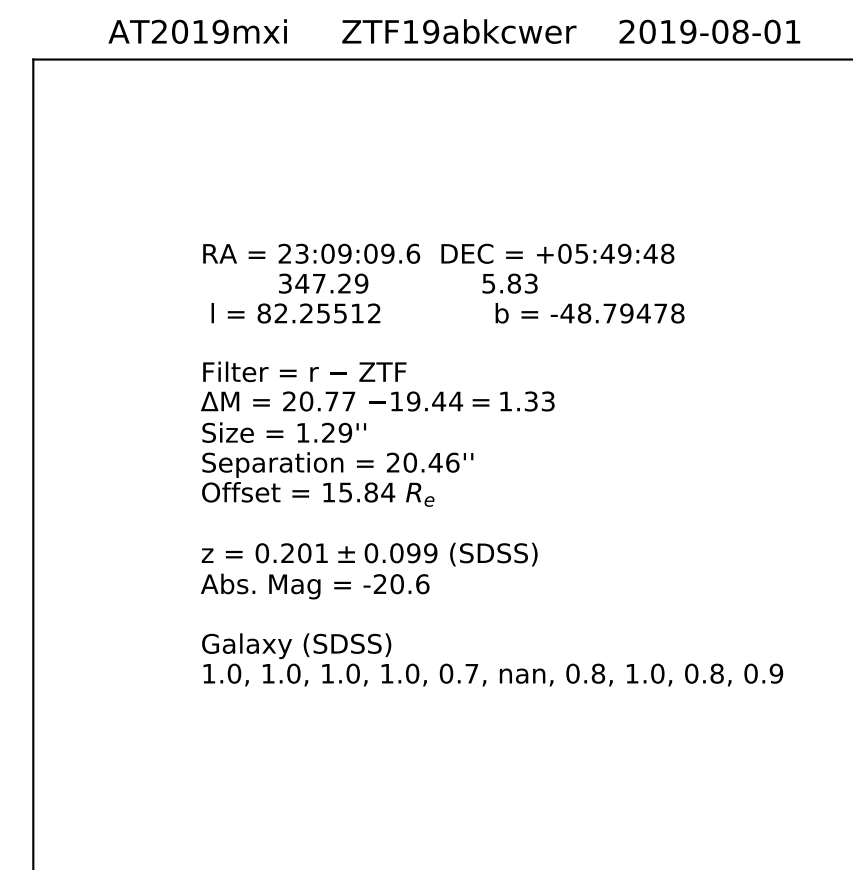 AT2019mxi ZTF19abkcwer 2019-08-01
RA = 23:09:09.6 DEC = +05:49:48
347.29 5.83
l = 82.25512 b = -48.79478
Filter = r − ZTF
ΔM = 20.77 −19.44 = 1.33
Size = 1.29''
Separation = 20.46''
Offset = 15.84 Rₑ
z = 0.201 ± 0.099 (SDSS)
Abs. Mag = -20.6
Galaxy (SDSS)
1.0, 1.0, 1.0, 1.0, 0.7, nan, 0.8, 1.0, 0.8, 0.9